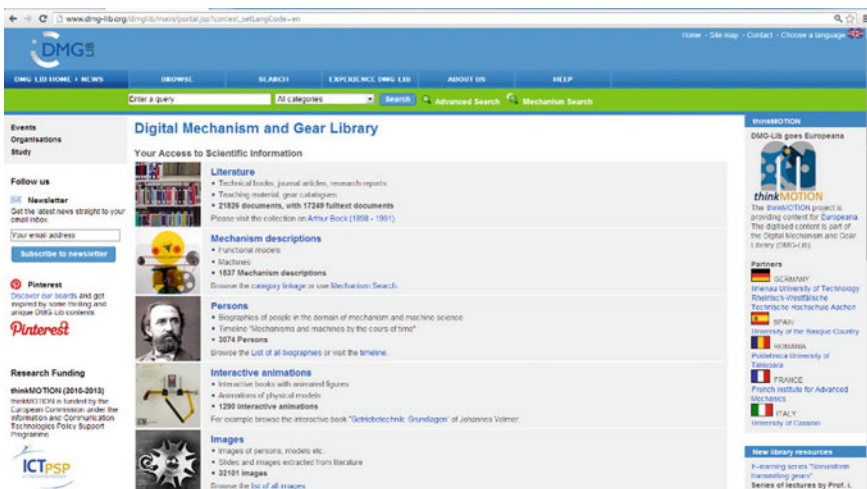 www.dmg-lib.org/dmglib/main/portal.jsp?context_setLangCode=en
Home - Site map - Contact - Choose a language
DMG LIB
DMG-LIB HOME + NEWS
BROWSE
SEARCH
EXPERIENCE DMG-LIB
ABOUT US
HELP
Enter a query
All categories
Search
Advanced Search
Mechanism Search
Events
Organisations
Study
Follow us
Newsletter
Get the latest news straight to your
email inbox.
Your email address
Subscribe to newsletter
Pinterest
Discover our boards and get
inspired by some thrilling and
unique DMG-Lib contents
Pinterest
Research Funding
thinkMOTION (2010-2013)
thinkMOTION is funded by the
European Commission under the
Information and Communication
Technologies Policy Support
Programme
ICTPSP
Digital Mechanism and Gear Library
Your Access to Scientific Information
Literature
• Technical books, journal articles, research reports
• Teaching material, gear catalogues
• 21826 documents, with 17249 fulltext documents
Please visit the collection on Arthur Bock (1898 - 1991)
Mechanism descriptions
• Functional models
• Machines
• 1837 Mechanism descriptions
Browse the category linkage or use Mechanism Search.
Persons
• Biographies of people in the domain of mechanism and machine science
• Timeline "Mechanisms and machines by the cours of time"
• 3074 Persons
Browse the List of all biographies or visit the timeline.
Interactive animations
• Interactive books with animated figures
• Animations of physical models
• 1290 interactive animations
For example browse the interactive book "Getriebetechnik: Grundlagen" of Johannes Volmer.
Images
• Images of persons, models etc.
• Slides and images extracted from literature
• 32101 images
Browse the list of all images.
thinkMOTION
DMG-Lib goes Europeana
thinkMOTION
The thinkMOTION project is
providing content for Europeana.
The digitised content is part of
the Digital Mechanism and Gear
Library (DMG-Lib)
Partners
GERMANY
Ilmenau University of Technology
Rheinisch-Westfälische
Technische Hochschule Aachen
SPAIN
University of the Basque Country
ROMANIA
Politehnica University of
Timisoara
FRANCE
French Institute for Advanced
Mechanics
ITALY
University of Cassino
New library resources
E-learning series "Nonuniform
transmitting gears"
Series of lectures by Prof. i.